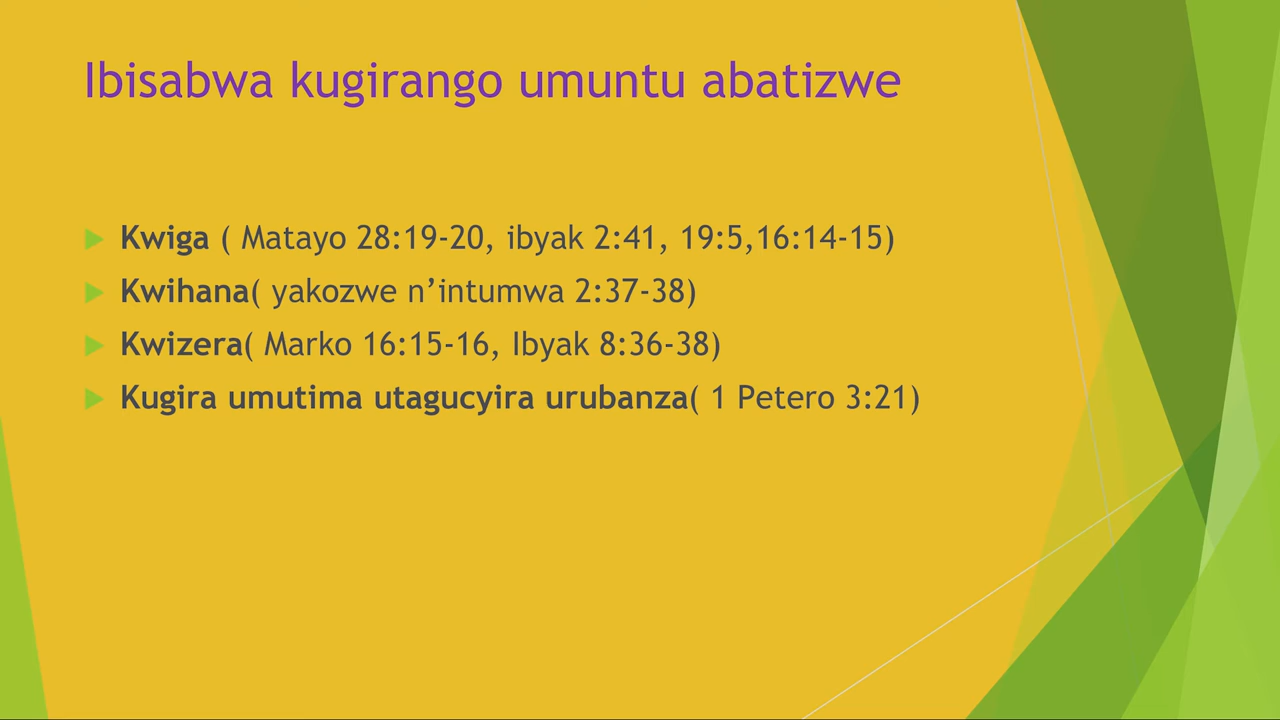 Ibisabwa kugirango umuntu abatizwe
Kwiga ( Matayo 28:19-20, ibyak 2:41, 19:5,16:14-15)
Kwihana( yakozwe n’intumwa 2:37-38)
Kwizera( Marko 16:15-16, Ibyak 8:36-38)
Kugira umutima utagucyira urubanza( 1 Petero 3:21)